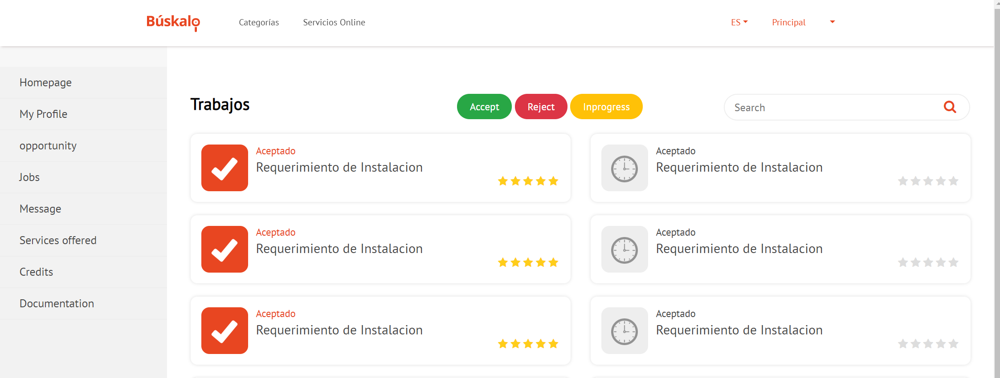 Búskalo
Categorías
Servicios Online
ES
Principal
Homepage
My Profile
opportunity
Jobs
Message
Services offered
Credits
Documentation
Trabajos
Accept
Reject
Inprogress
Search
Aceptado
Requerimiento de Instalacion
Aceptado
Requerimiento de Instalacion
Aceptado
Requerimiento de Instalacion
Aceptado
Requerimiento de Instalacion
Aceptado
Requerimiento de Instalacion
Aceptado
Requerimiento de Instalacion